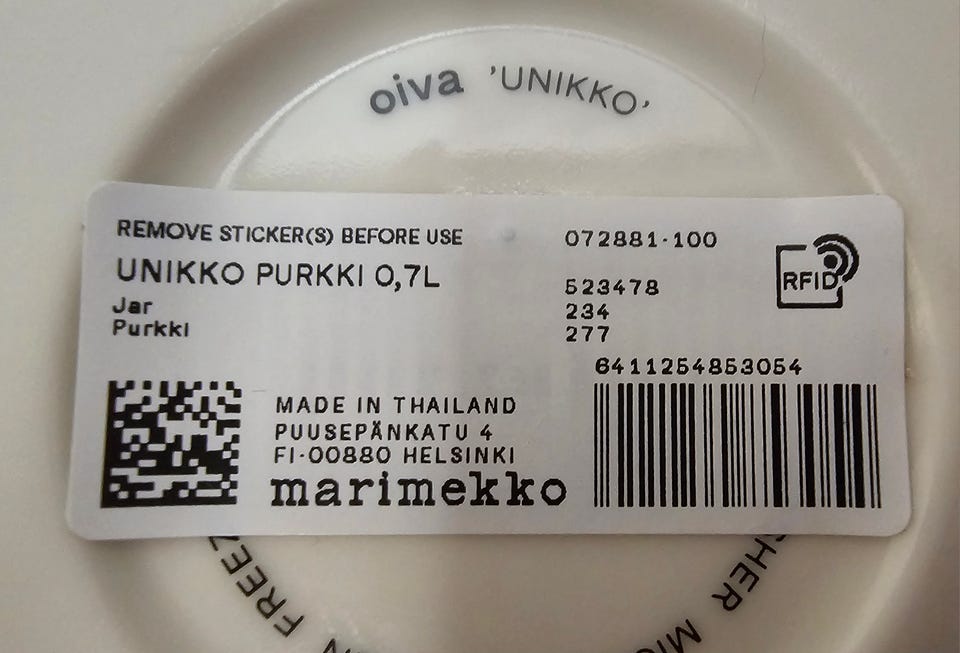 oiva 'UNIKKO'
REMOVE STICKER(S) BEFORE USE
UNIKKO PURKKI 0,7L
Jar
Purkki
072881-100
523478
234
277
RFID
6411254853054
MADE IN THAILAND
PUUSEPÄNKATU 4
FI-00880 HELSINKI
marimekko